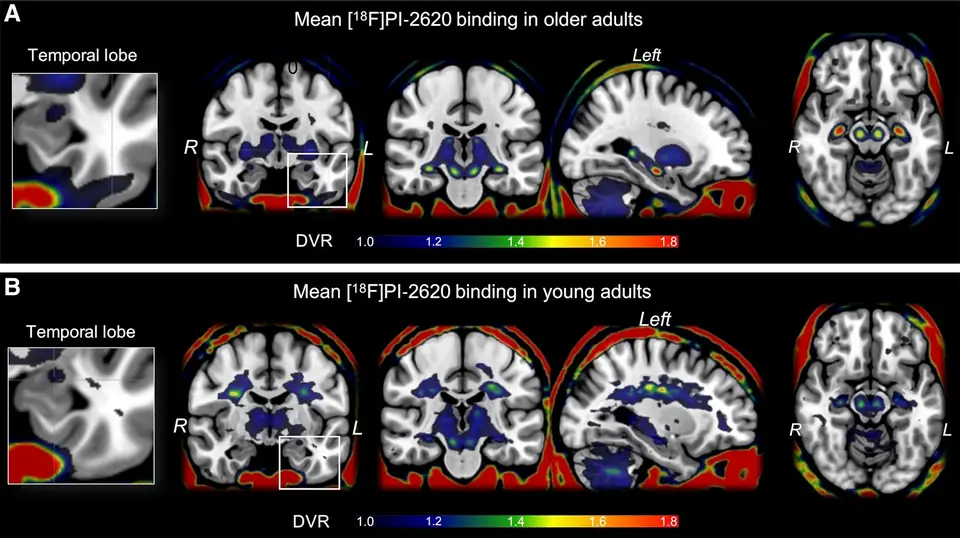 A
Mean [¹⁸F]PI-2620 binding in older adults
Temporal lobe
0
Left
R
L
R
L
DVR 1.0 1.2 1.4 1.6 1.8
B
Mean [¹⁸F]PI-2620 binding in young adults
Temporal lobe
Left
R
L
R
L
DVR 1.0 1.2 1.4 1.6 1.8